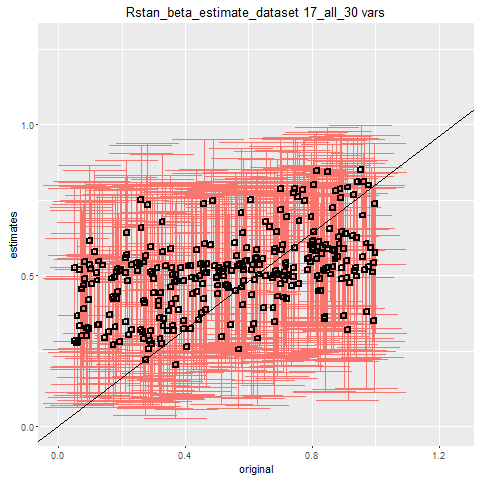 Rstan_beta_estimate_dataset 17_all_30 vars
estimates
1.0
0.5
0.0
0.0 0.4 0.8 1.2
original